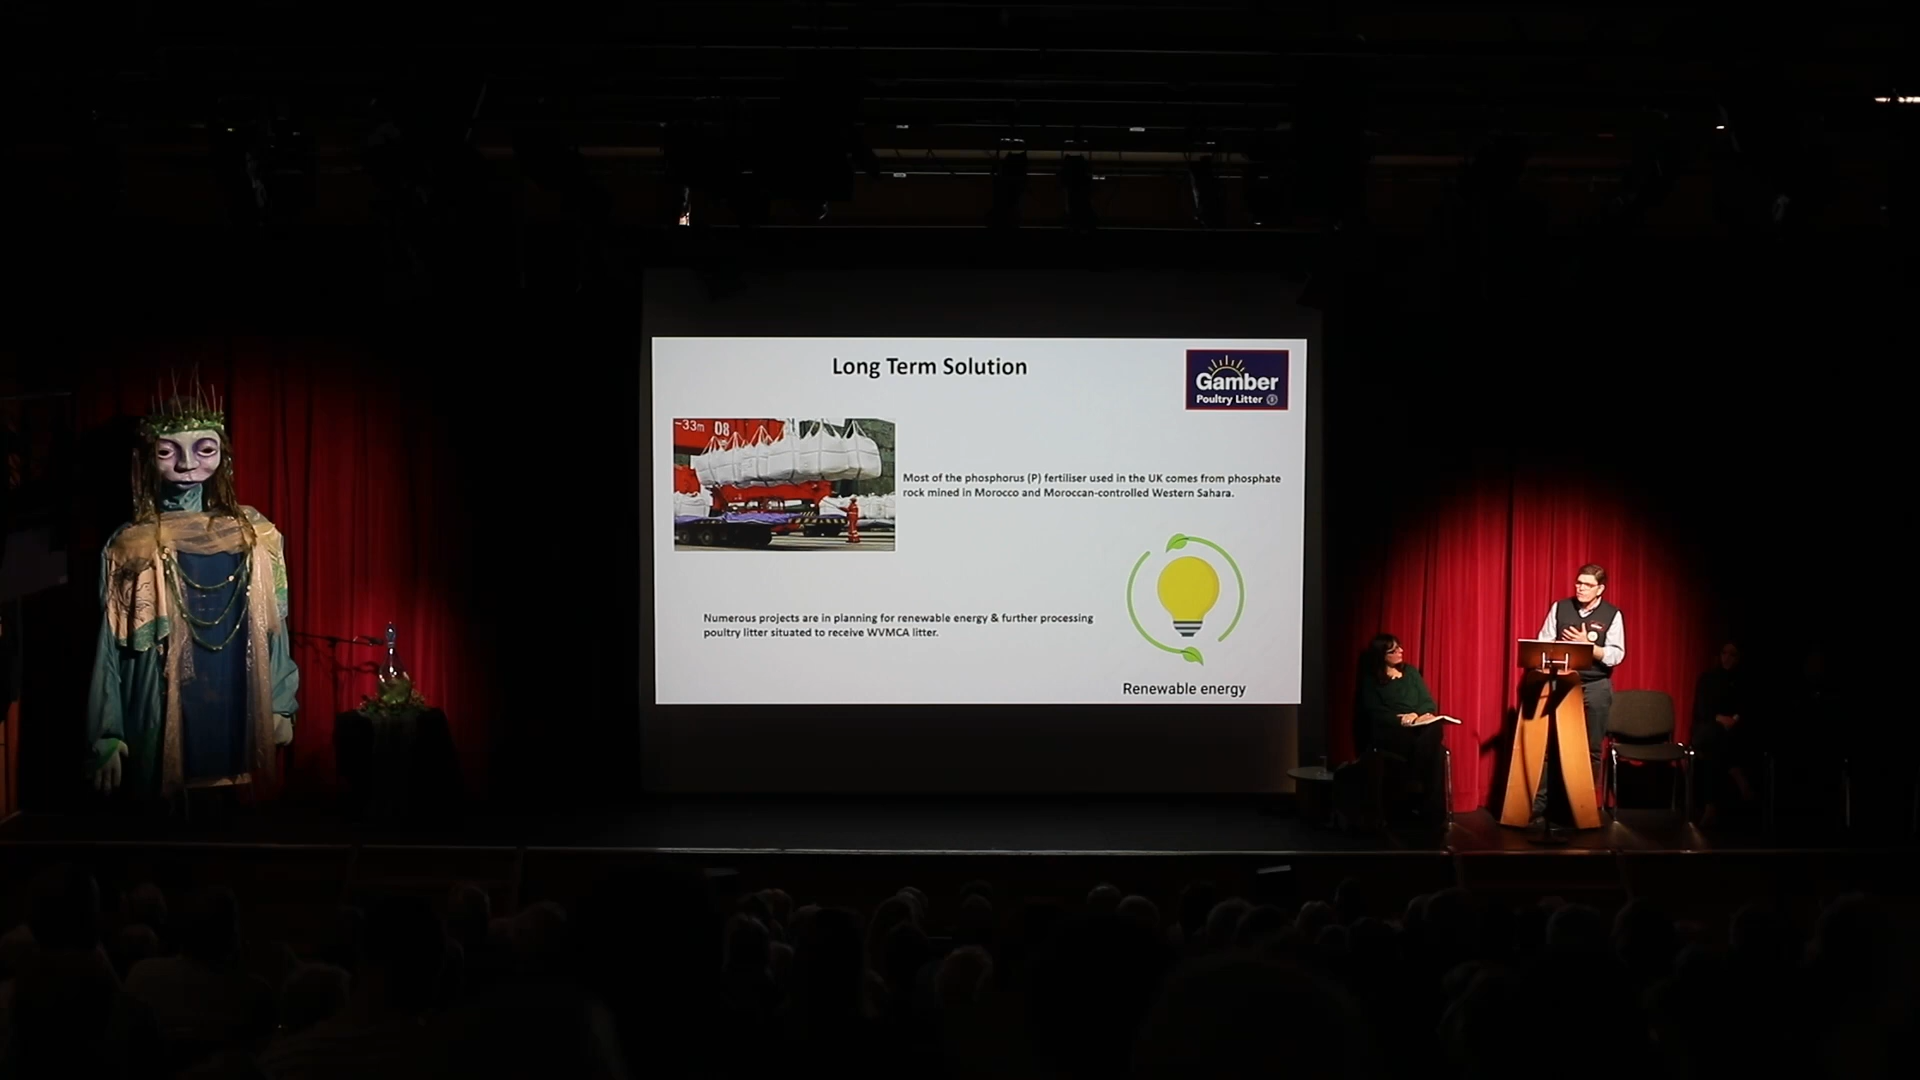 Long Term Solution
Gamber
Poultry Litter
~33m 08
Most of the phosphorus (P) fertiliser used in the UK comes from phosphate
rock mined in Morocco and Moroccan-controlled Western Sahara.
Numerous projects are in planning for renewable energy & further processing
poultry litter situated to receive WVMCA litter.
Renewable energy